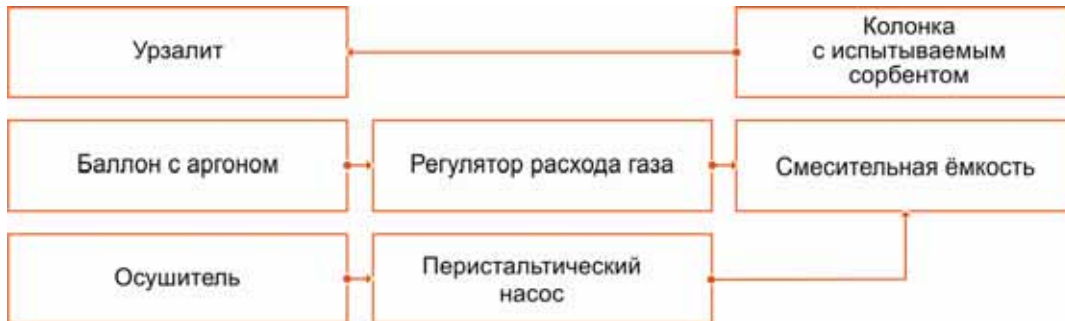 Урзалит
Колонка
с испытываемым
сорбентом
Баллон с аргоном
Регулятор расхода газа
Смесительная ёмкость
Осушитель
Перистальтический
насос